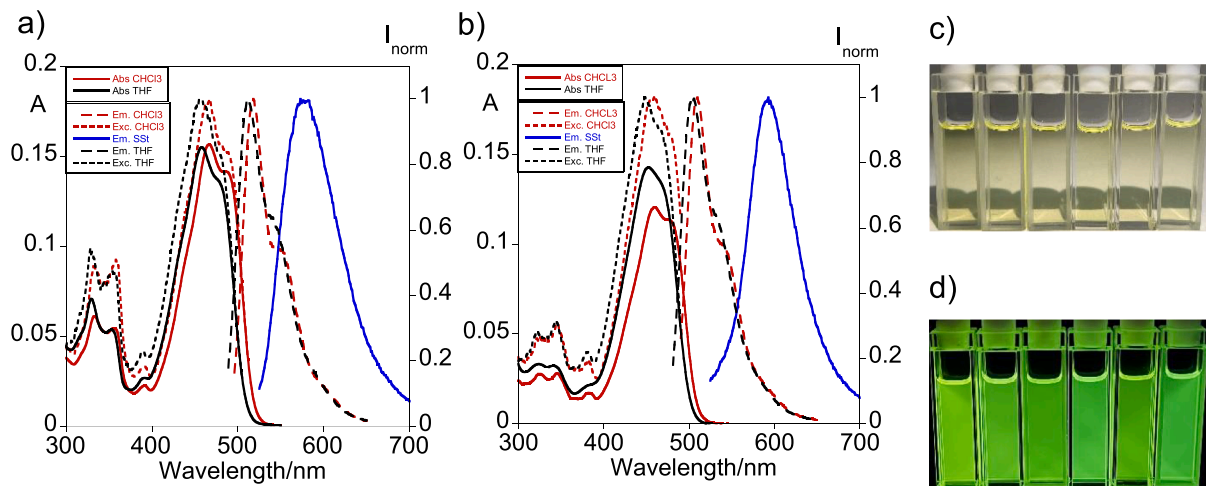 a)
I norm
0.2
A
0.15
0.1
0.05
0
1
0.8
0.6
0.4
0.2
0
Abs CHCl3
Abs THF
Em. CHCl3
Exc. CHCl3
Em. SSt
Em. THF
Exc. THF
300 400 500 600 700
Wavelength/nm
b)
I norm
0.2
A
0.15
0.1
0.05
0
1
0.8
0.6
0.4
0.2
0
Abs CHCL3
Abs THF
Em. CHCL3
Exc. CHCl3
Em. SSt
Em. THF
Exc. THF
300 400 500 600 700
Wavelength/nm
c)
d)